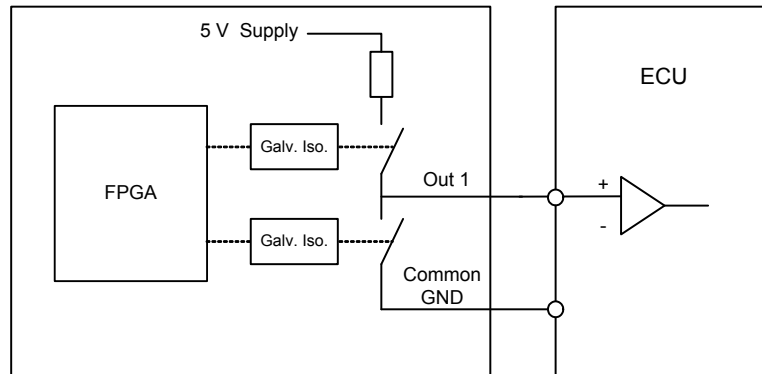 5 V Supply
ECU
Galv. Iso.
FPGA
Out 1
+
-
Galv. Iso.
Common
GND